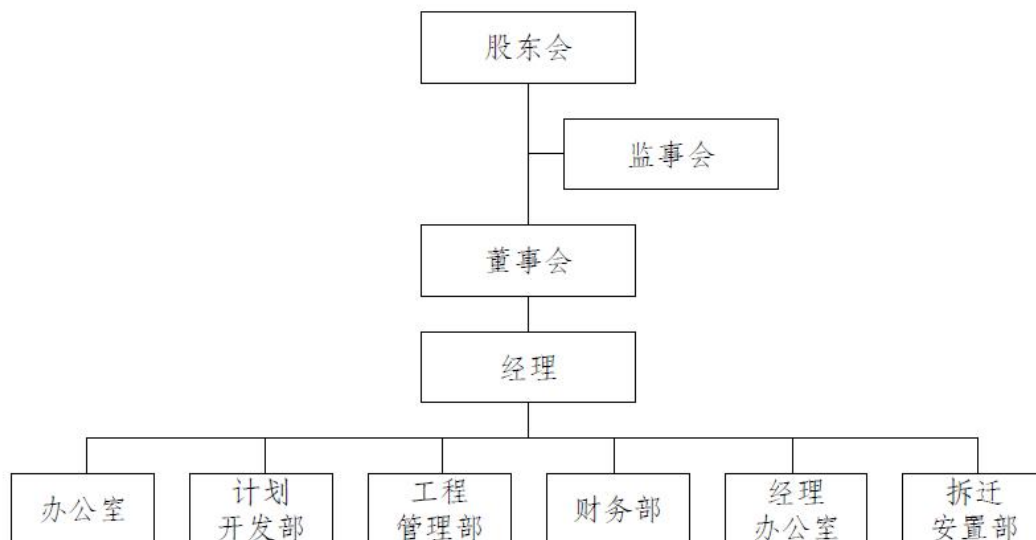 股东会
监事会
董事会
经理
办公室
计划
开发部
工程
管理部
财务部
经理
办公室
拆迁
安置部